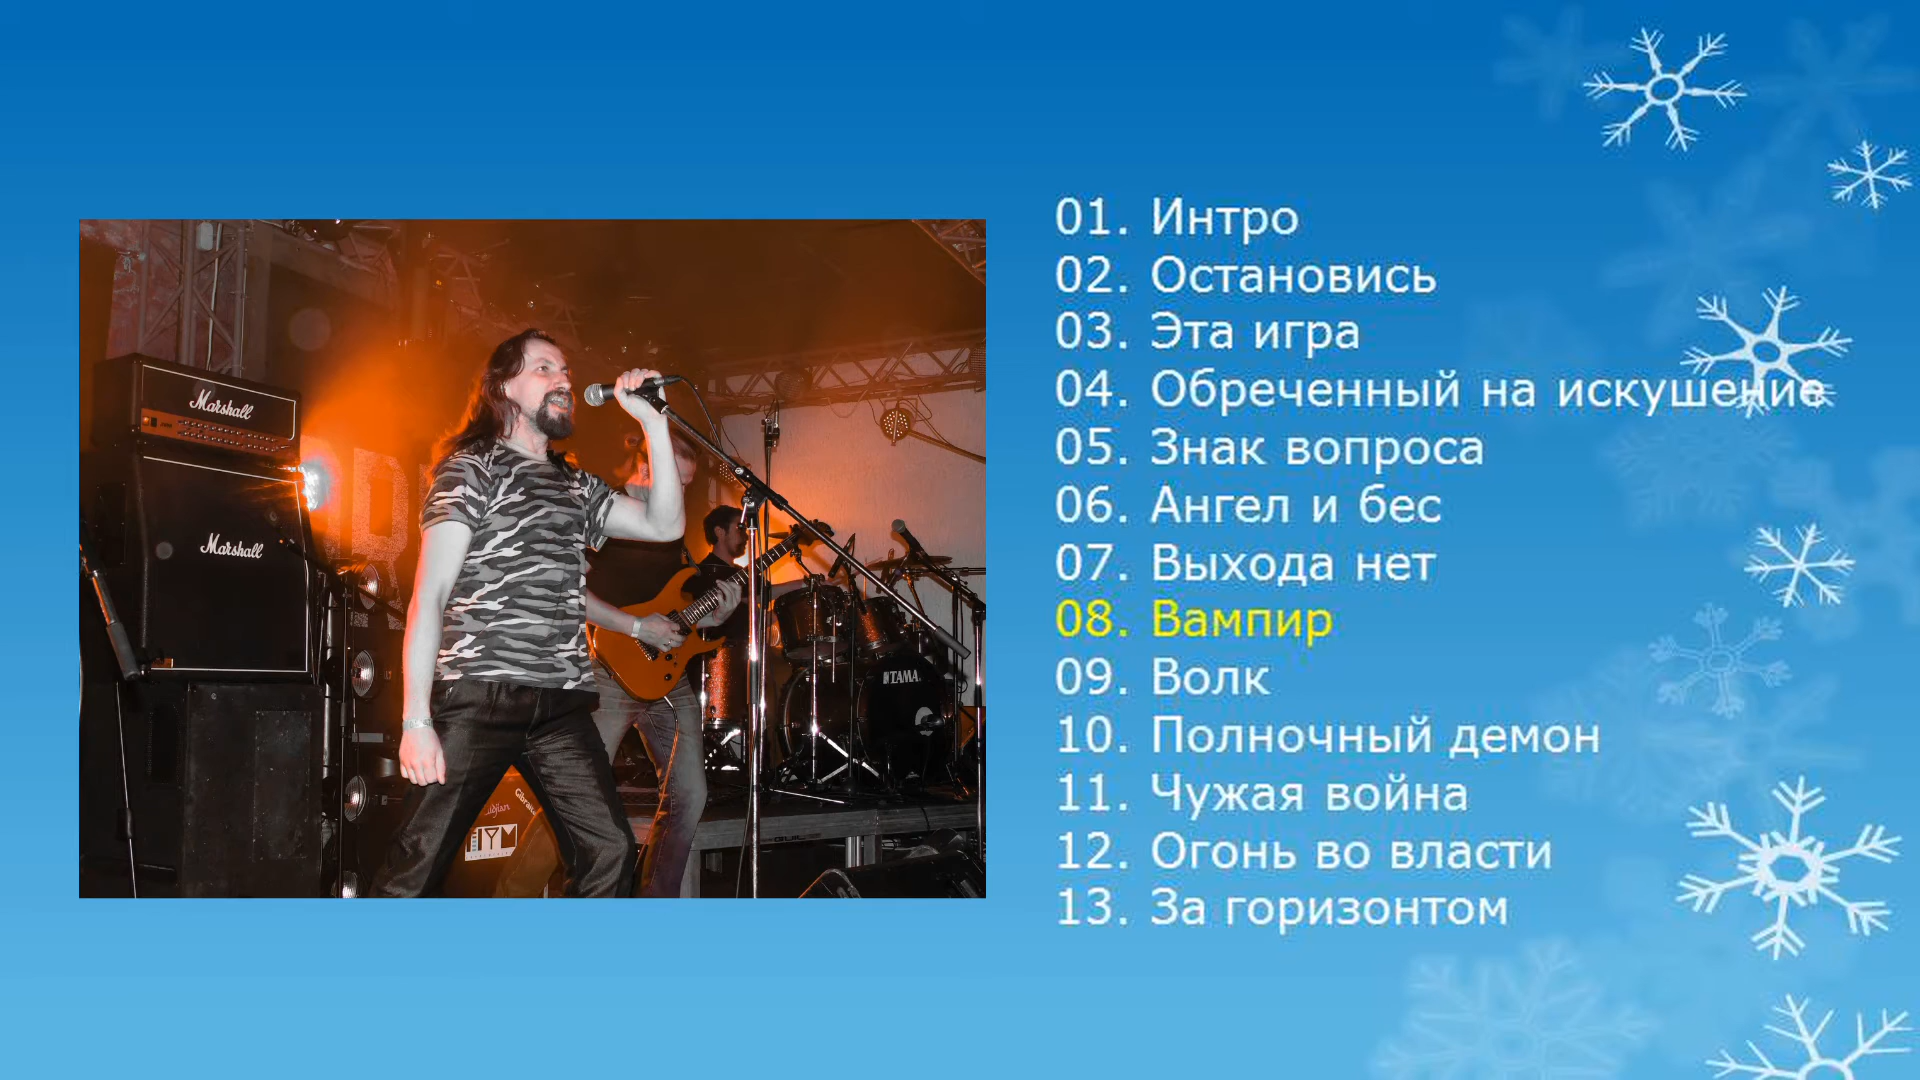 Marshall
Marshall
TAMA
01. Интро
02. Остановись
03. Эта игра
04. Обреченный на искушение
05. Знак вопроса
06. Ангел и бес
07. Выхода нет
08. Вампир
09. Волк
10. Полночный демон
11. Чужая война
12. Огонь во власти
13. За горизонтом